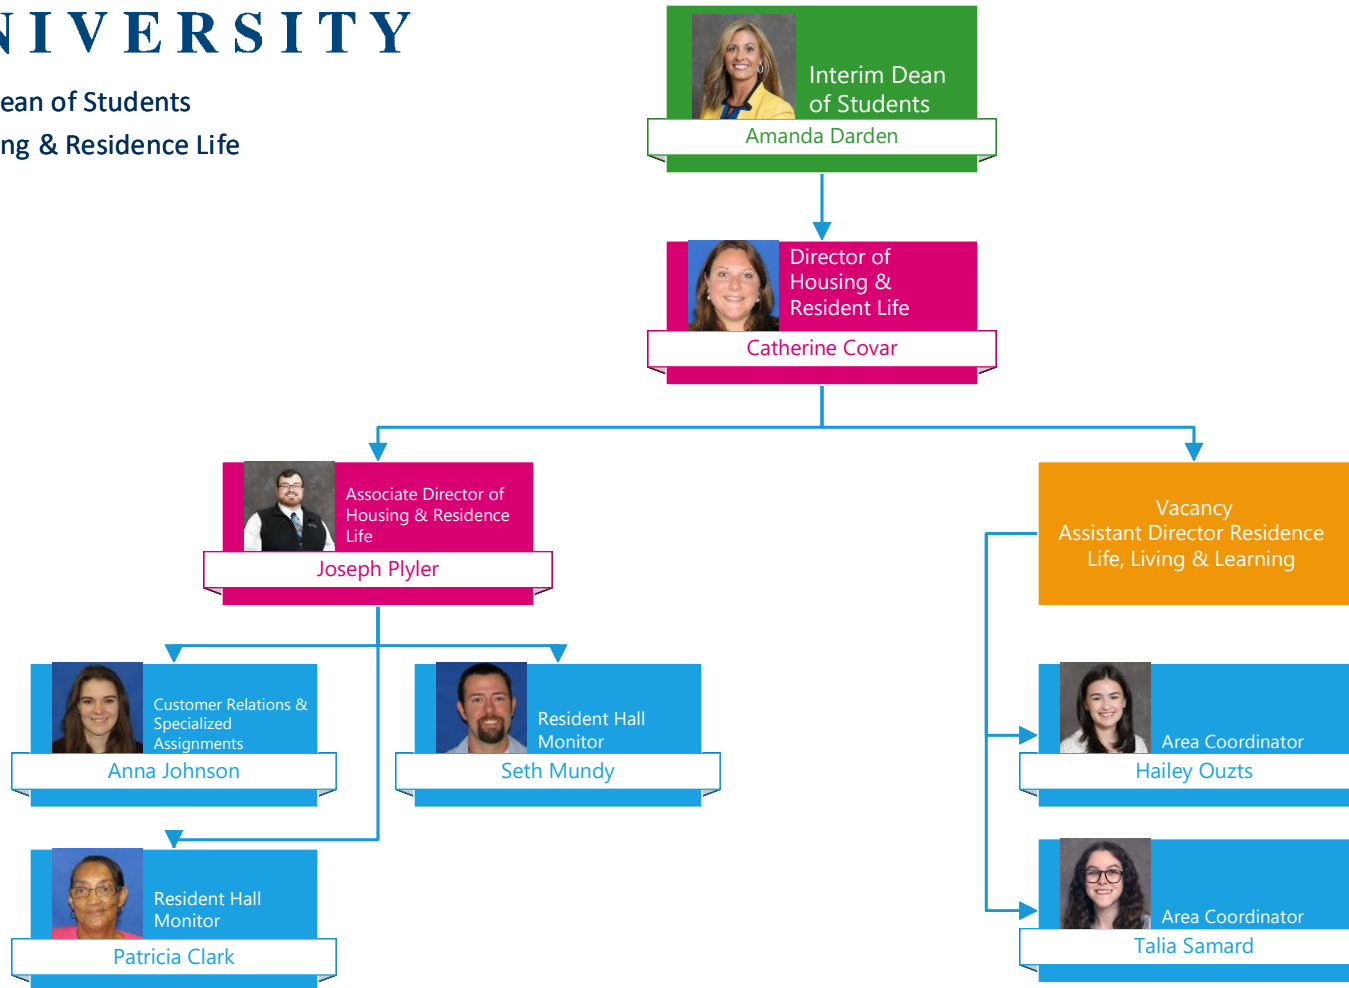 NIVERSITY
ean of Students
ng & Residence Life
Interim Dean
of Students
Amanda Darden
Director of
Housing &
Resident Life
Catherine Covar
Associate Director of
Housing & Residence
Life
Joseph Plyler
Vacancy
Assistant Director Residence
Life, Living & Learning
Customer Relations &
Specialized
Assignments
Anna Johnson
Resident Hall
Monitor
Seth Mundy
Area Coordinator
Hailey Ouzts
Resident Hall
Monitor
Patricia Clark
Area Coordinator
Talia Samard